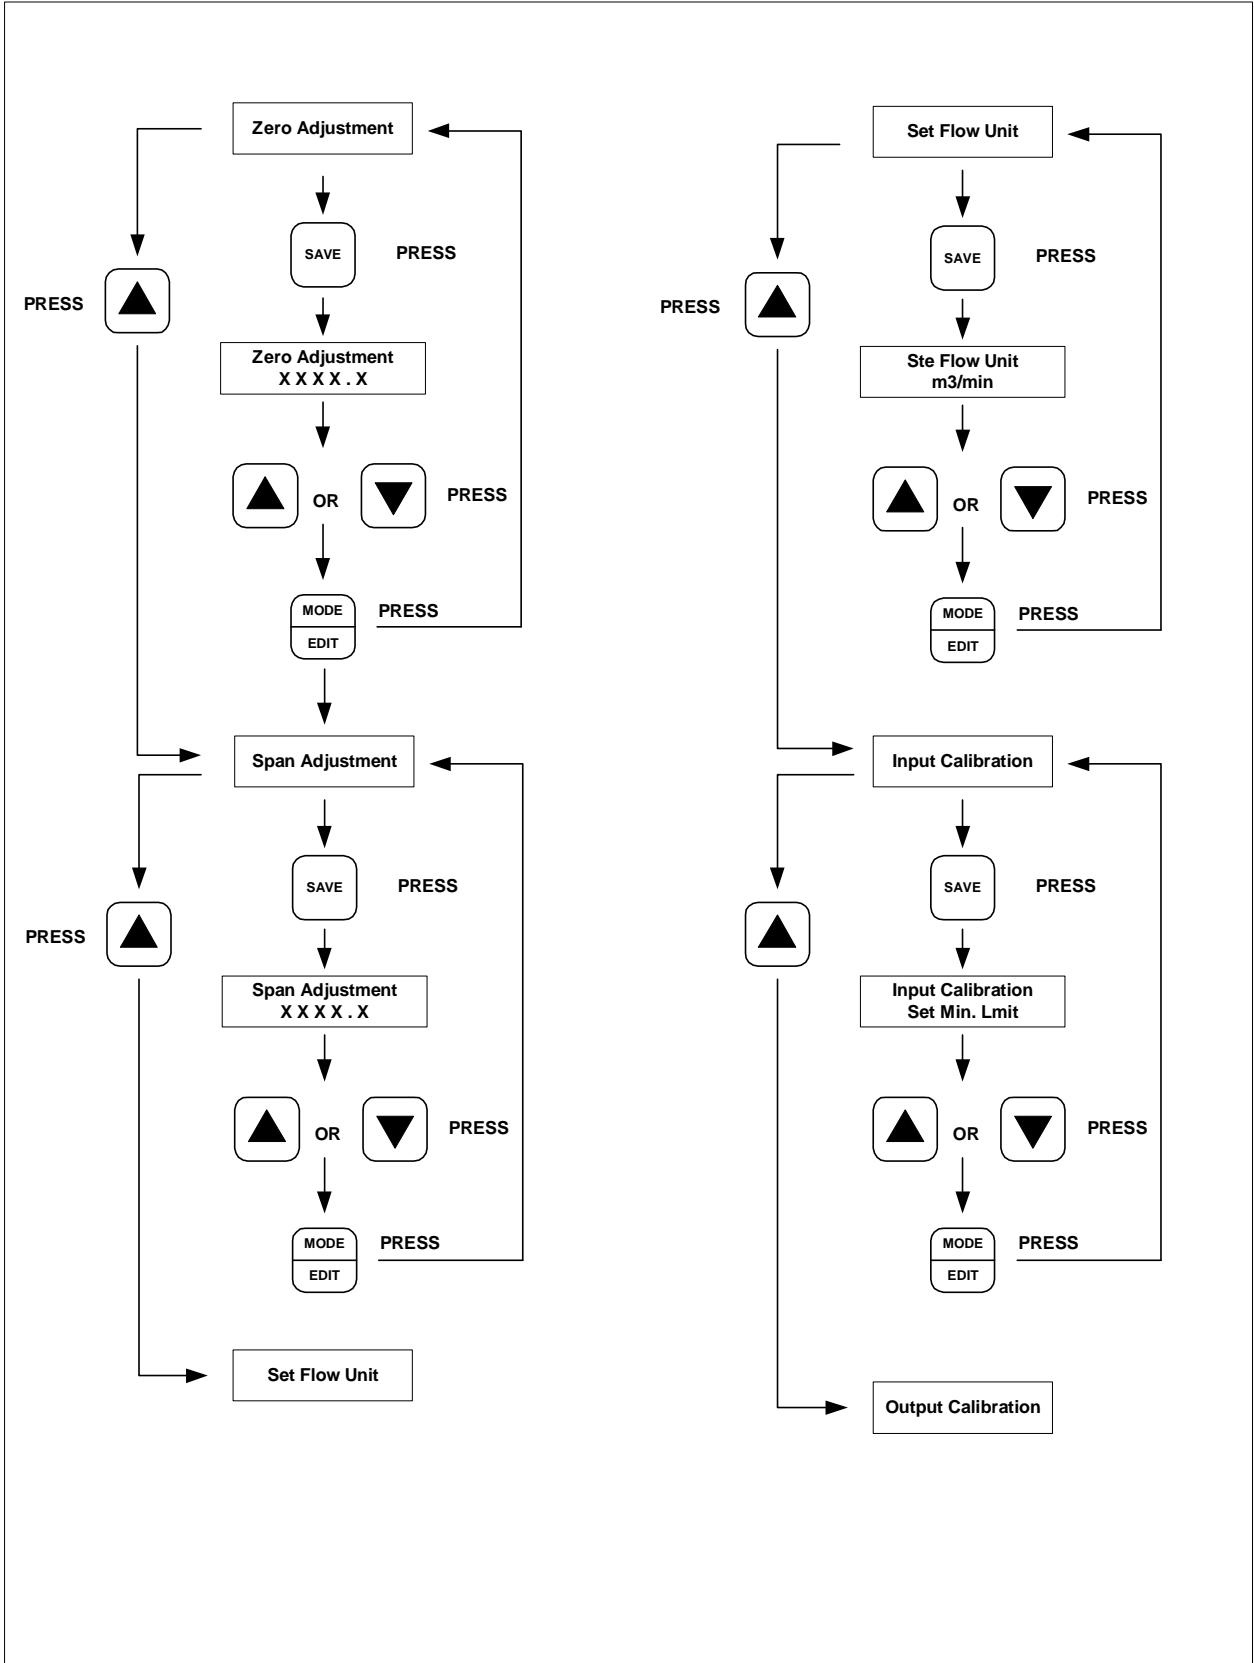 Zero Adjustment
SAVE
PRESS
PRESS
Zero Adjustment
X X X X . X
OR
PRESS
MODE
EDIT
PRESS
Span Adjustment
SAVE
PRESS
PRESS
Span Adjustment
X X X X . X
OR
PRESS
MODE
EDIT
PRESS
Set Flow Unit
Set Flow Unit
SAVE
PRESS
PRESS
Ste Flow Unit
m3/min
OR
PRESS
MODE
EDIT
PRESS
Input Calibration
SAVE
PRESS
Input Calibration
Set Min. Lmit
OR
PRESS
MODE
EDIT
PRESS
Output Calibration